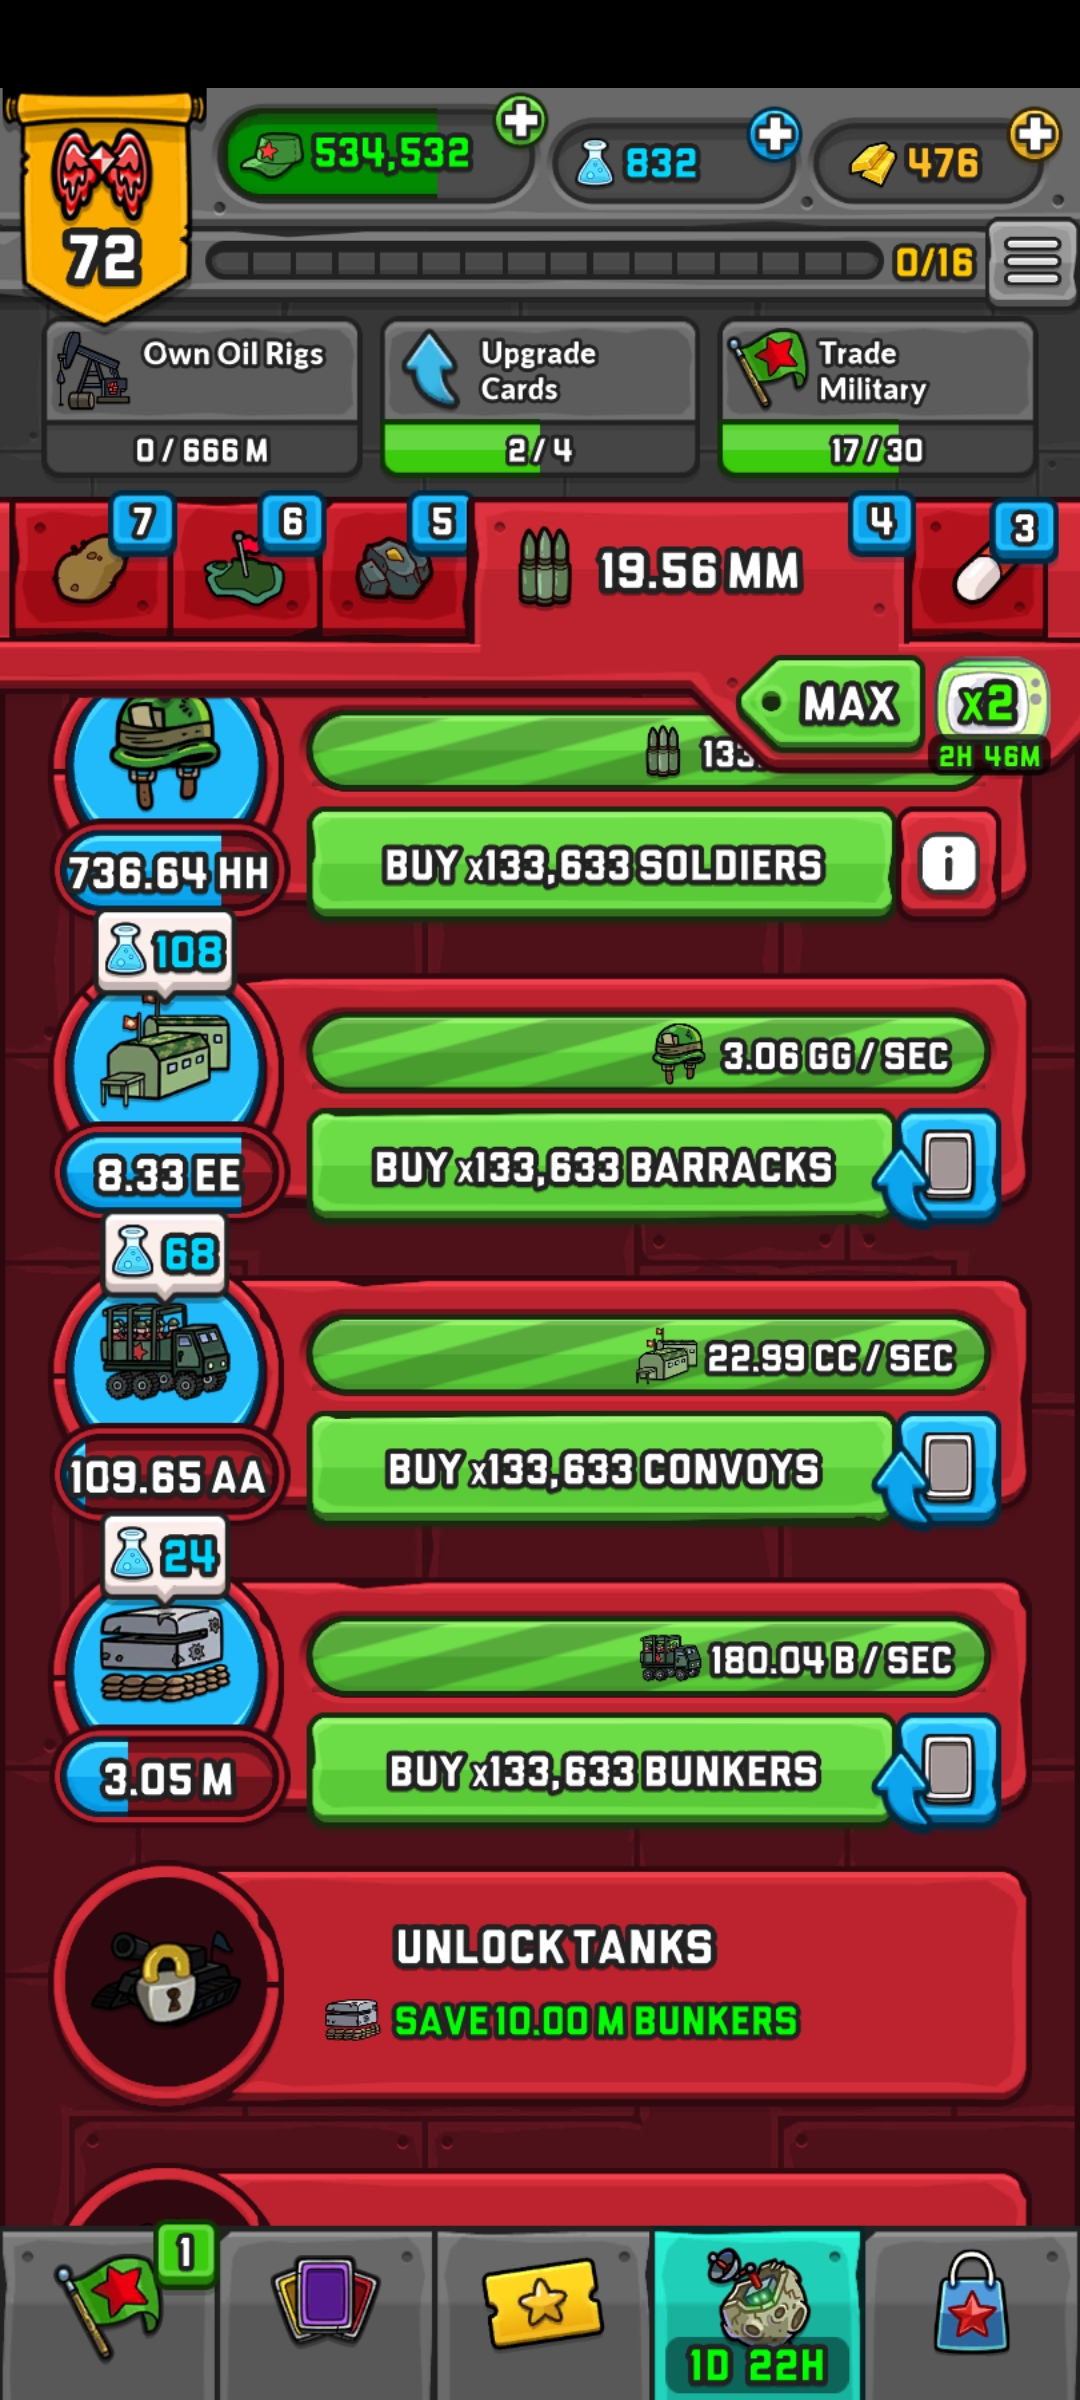 534,532
832
476
72
0/16
Own Oil Rigs
0 / 666 M
Upgrade
Cards
2 / 4
Trade
Military
17 / 30
7
6
5
19.56 MM
4
3
MAX
x2
2H 46M
133.
736.64 HH
BUY x133,633 SOLDIERS
i
108
3.06 GG / SEC
8.33 EE
BUY x133,633 BARRACKS
68
22.99 CC / SEC
109.65 AA
BUY x133,633 CONVOYS
24
180.04 B / SEC
3.05 M
BUY x133,633 BUNKERS
UNLOCK TANKS
SAVE 10.00 M BUNKERS
1
1D 22H